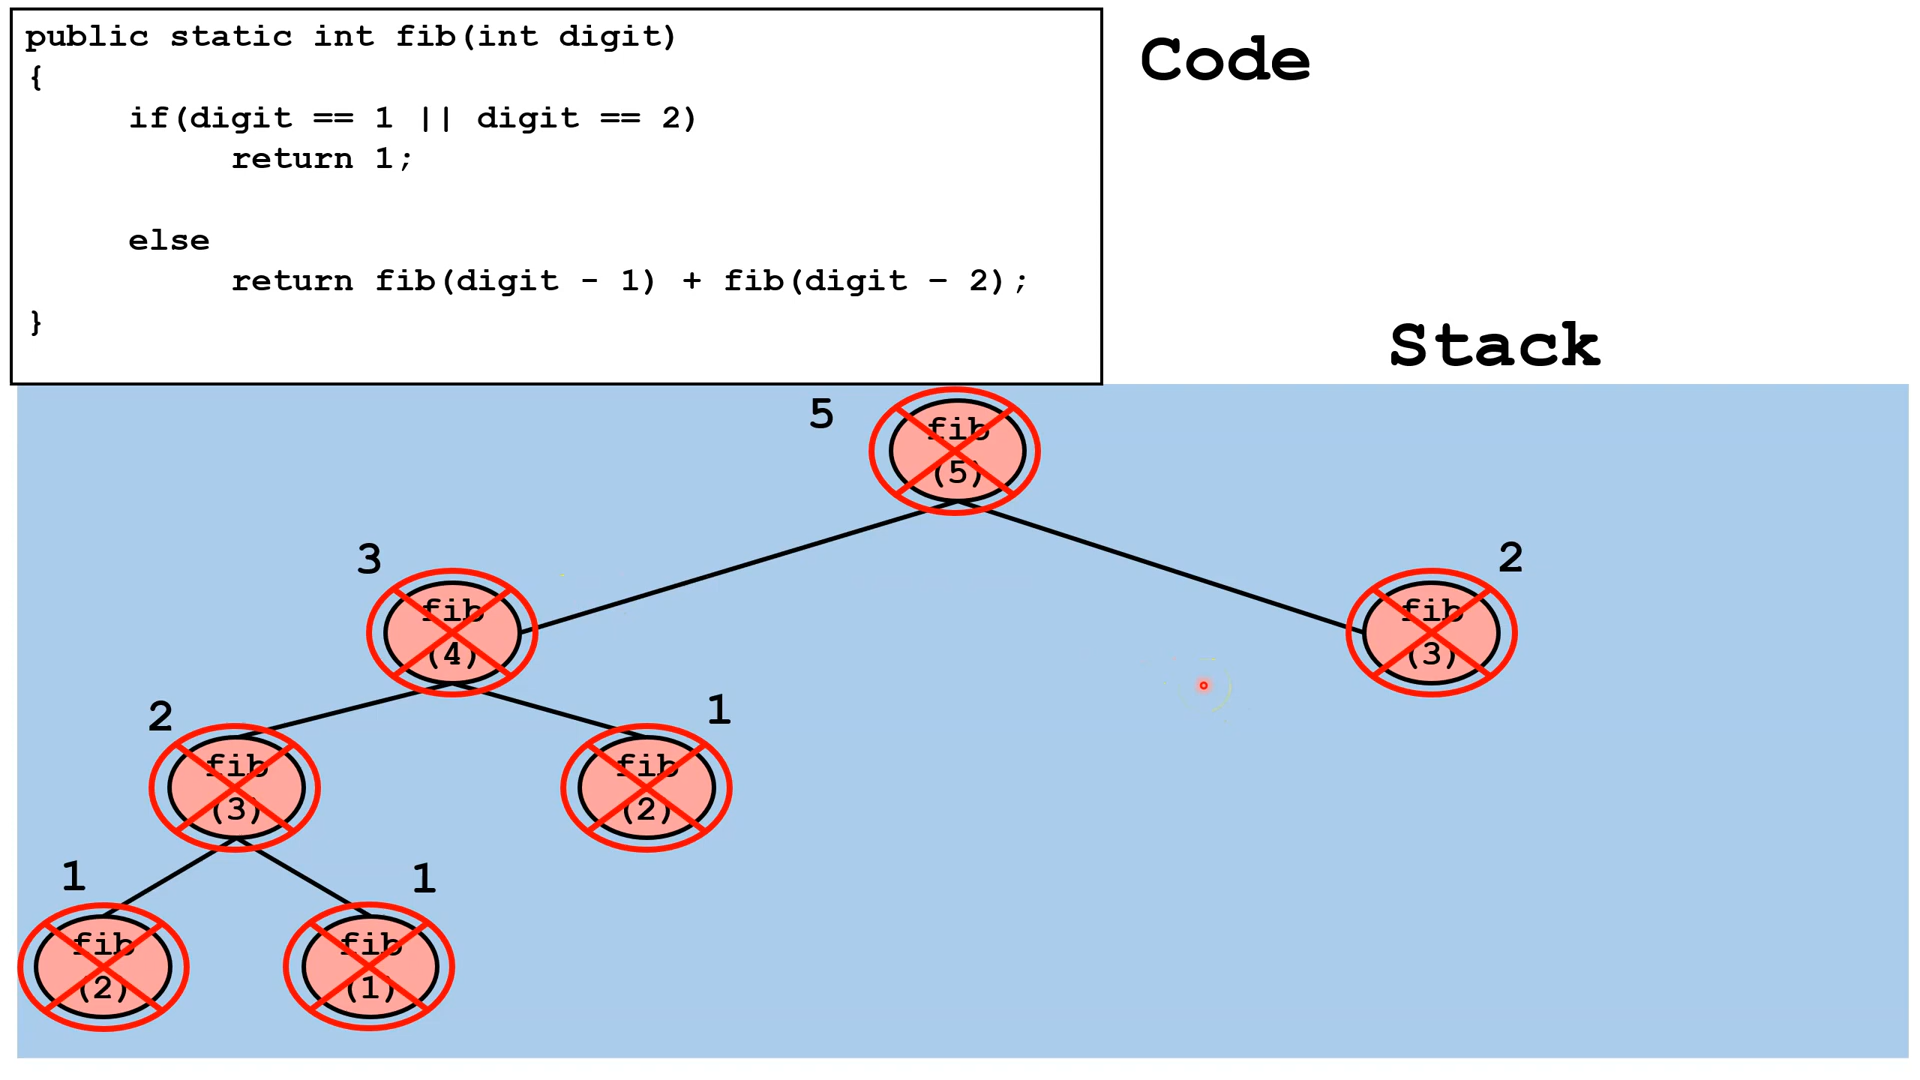 public static int fib(int digit)
{
if(digit == 1 || digit == 2)
return 1;
else
return fib(digit - 1) + fib(digit – 2);
}
Code
Stack
5
fib
(5)
3
fib
(4)
2
fib
(3)
2
fib
(3)
1
fib
(2)
1
fib
(2)
1
fib
(1)